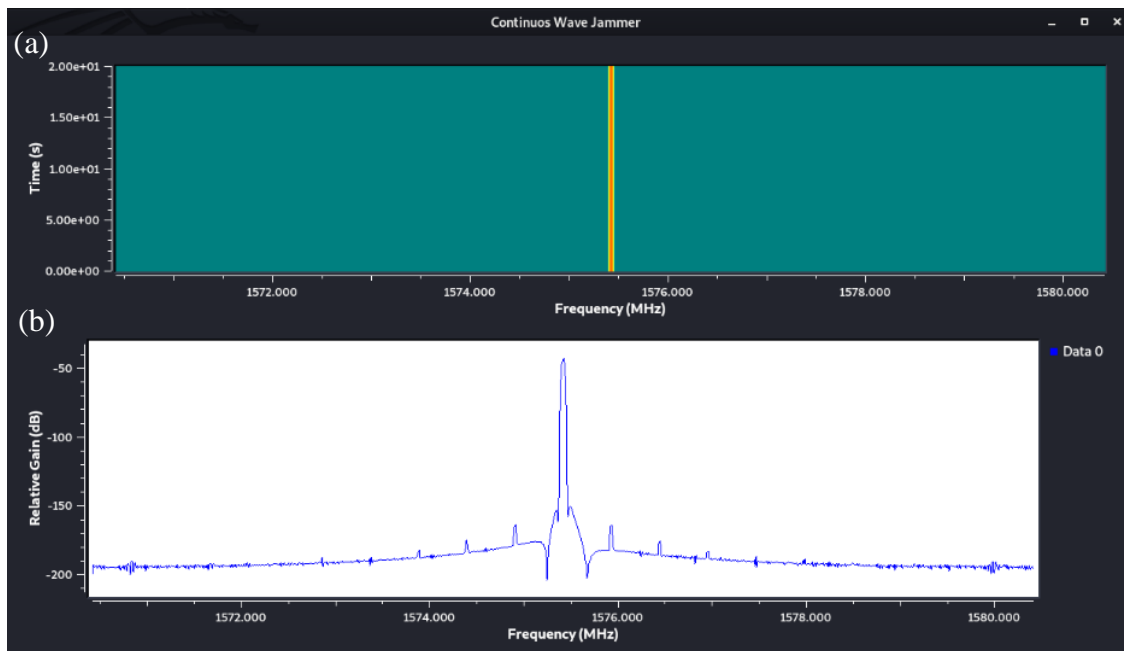 Continuos Wave Jammer
(a)
2.00e+01
1.50e+01
1.00e+01
5.00e+00
0.00e+00
Time (s)
1572.000 1574.000 1576.000 1578.000 1580.000
Frequency (MHz)
(b)
-50
-100
-150
-200
Relative Gain (dB)
Data 0
1572.000 1574.000 1576.000 1578.000 1580.000
Frequency (MHz)